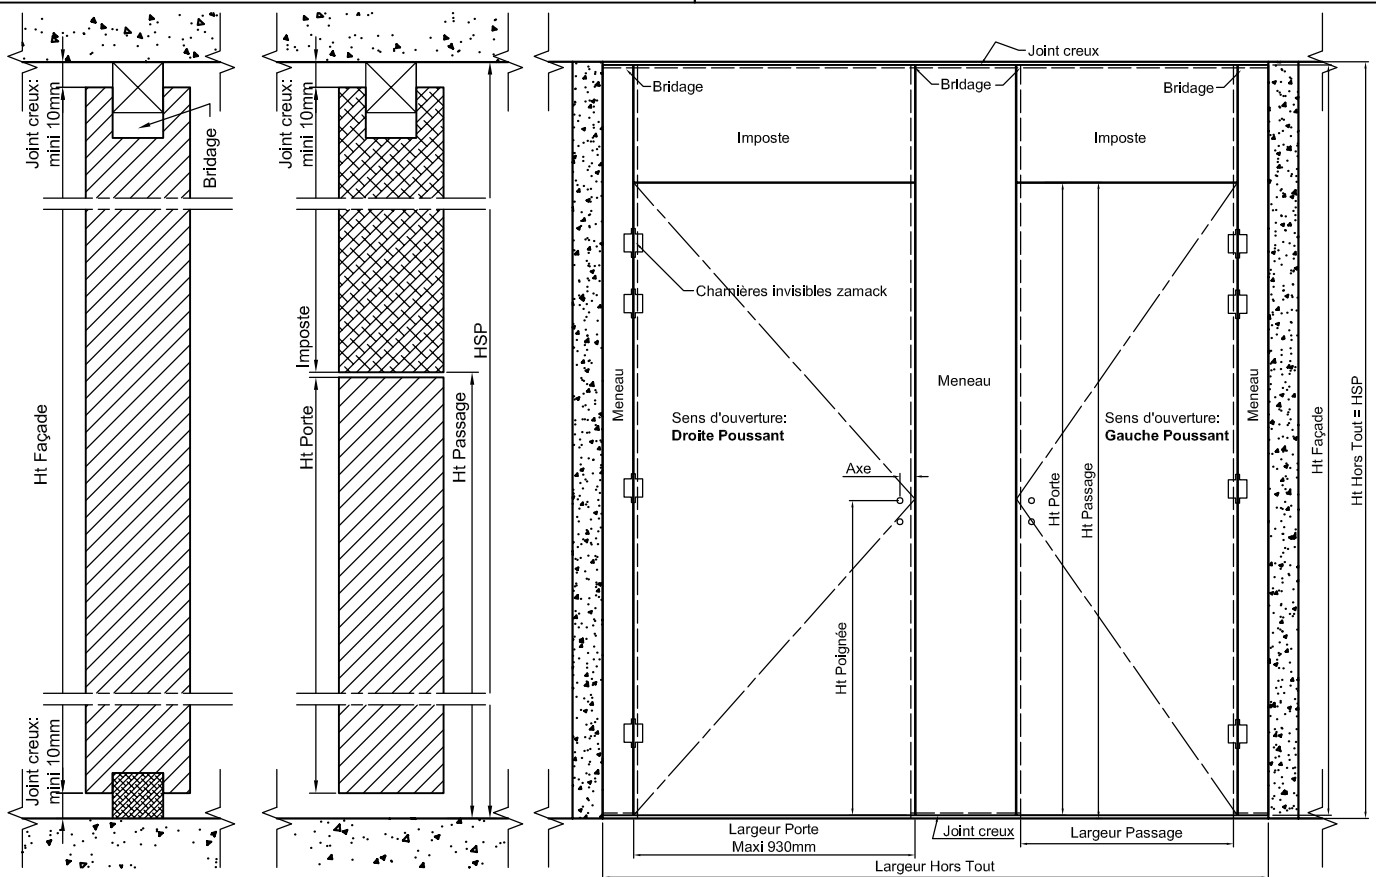 Joint creux:
mini 10mm
Bridage
Ht Façade
Joint creux:
mini 10mm
Joint creux:
mini 10mm
Imposte
Ht Porte
Ht Passage
HSP
Joint creux
Bridage
Bridage
Bridage
Imposte
Imposte
Charnières invisibles zamack
Meneau
Meneau
Meneau
Sens d'ouverture:
Droite Poussant
Sens d'ouverture:
Gauche Poussant
Axe
Ht Poignée
Ht Porte
Ht Passage
Ht Façade
Ht Hors Tout = HSP
Largeur Porte
Maxi 930mm
Joint creux
Largeur Passage
Largeur Hors Tout